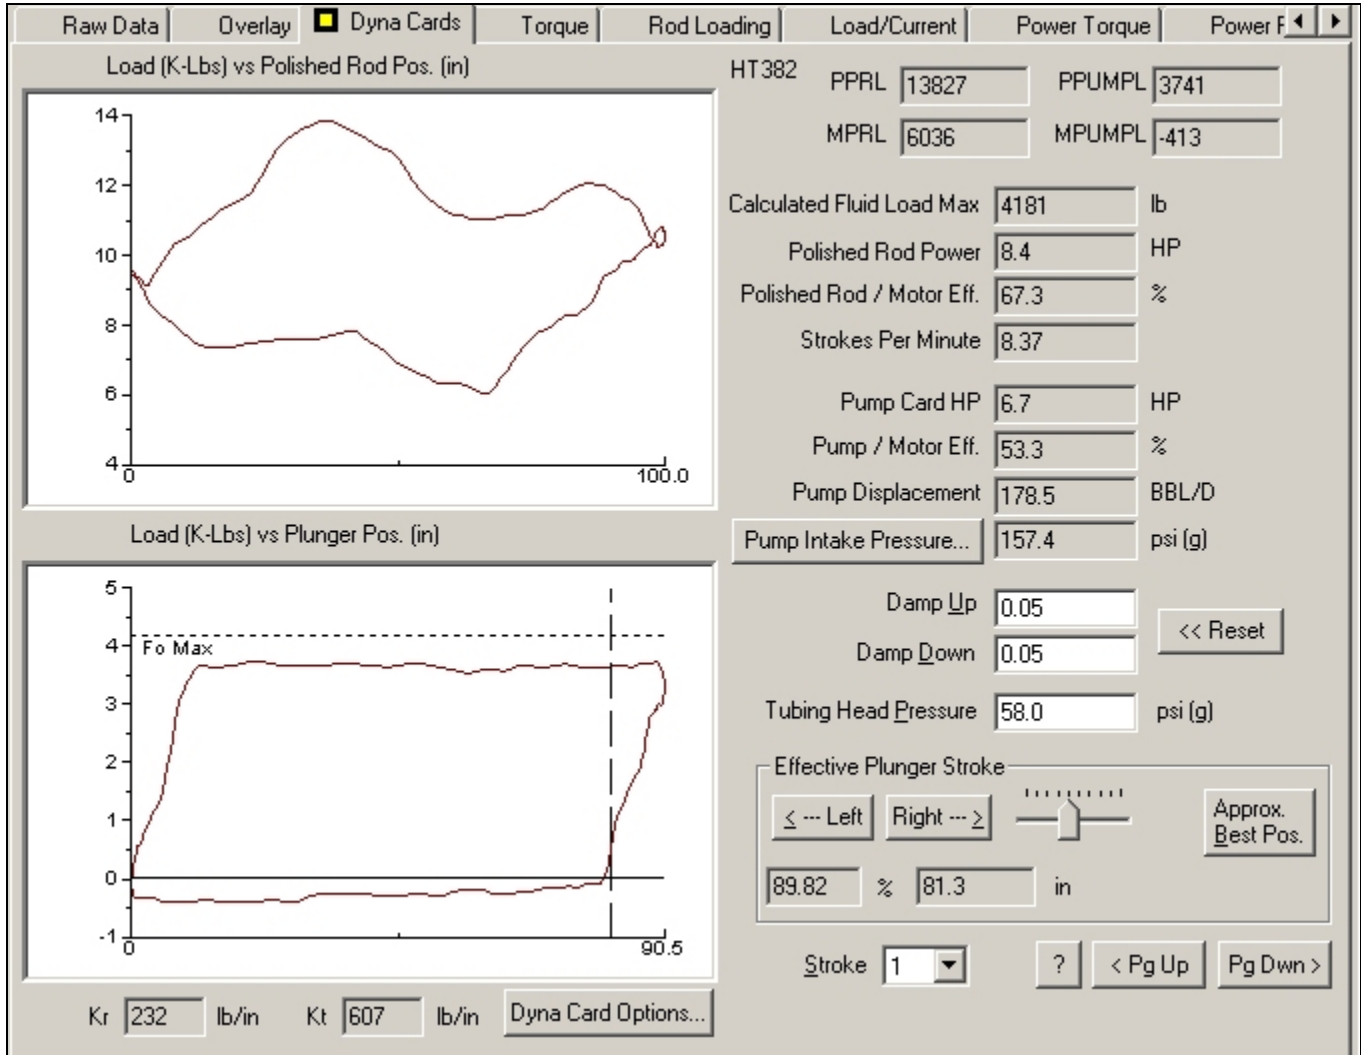 Raw Data Overlay Dyna Cards Torque Rod Loading Load/Current Power Torque Power
Load (K-Lbs) vs Polished Rod Pos. (in)
14
12
10
8
6
4
0 100.0
Load (K-Lbs) vs Plunger Pos. (in)
5
4
Fo Max
3
2
1
0
-1
0 90.5
Kr 232 lb/in Kt 607 lb/in Dyna Card Options...
HT382 PPRL 13827 PPUMPL 3741
MPRL 6036 MPUMPL -413
Calculated Fluid Load Max 4181 lb
Polished Rod Power 8.4 HP
Polished Rod / Motor Eff. 67.3 %
Strokes Per Minute 8.37
Pump Card HP 6.7 HP
Pump / Motor Eff. 53.3 %
Pump Displacement 178.5 BBL/D
Pump Intake Pressure... 157.4 psi (g)
Damp Up 0.05
<< Reset
Damp Down 0.05
Tubing Head Pressure 58.0 psi (g)
Effective Plunger Stroke
< --- Left Right --- >
Approx.
Best Pos.
89.82 % 81.3 in
Stroke 1 ? < Pg Up Pg Dwn >